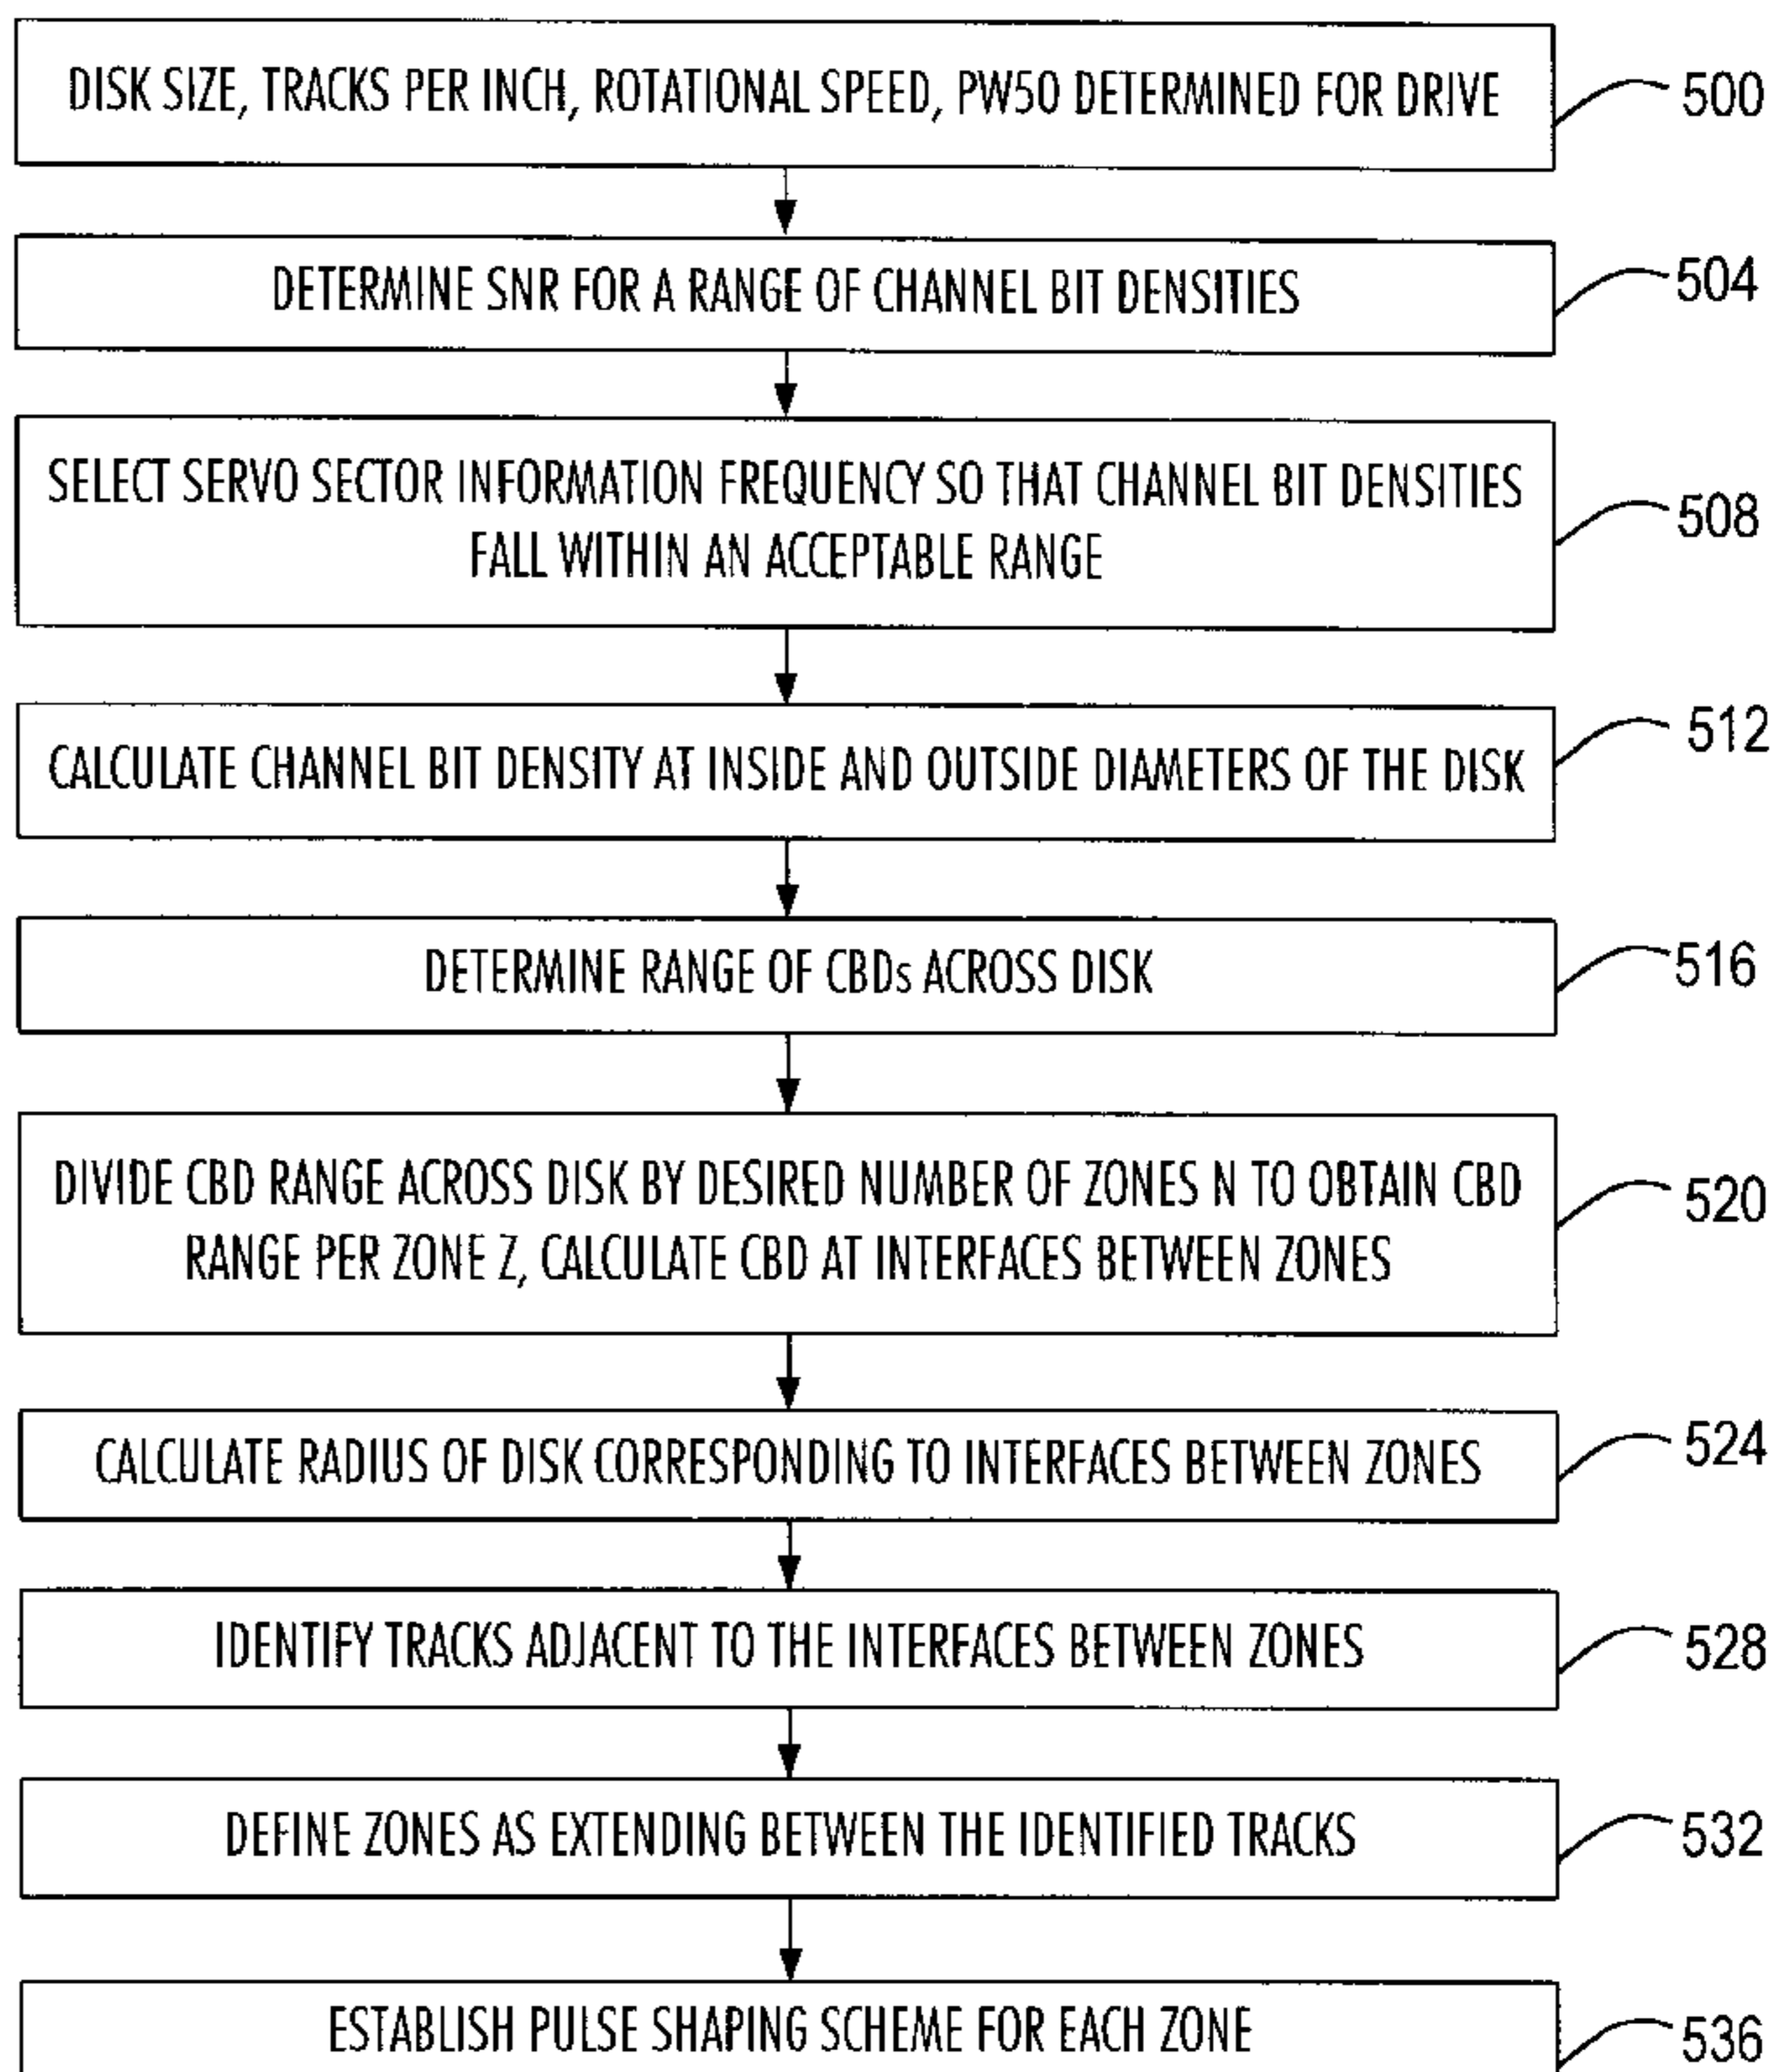 DISK SIZE, TRACKS PER INCH, ROTATIONAL SPEED, PW50 DETERMINED FOR DRIVE
500
DETERMINE SNR FOR A RANGE OF CHANNEL BIT DENSITIES
504
SELECT SERVO SECTOR INFORMATION FREQUENCY SO THAT CHANNEL BIT DENSITIES
FALL WITHIN AN ACCEPTABLE RANGE
508
CALCULATE CHANNEL BIT DENSITY AT INSIDE AND OUTSIDE DIAMETERS OF THE DISK
512
DETERMINE RANGE OF CBDs ACROSS DISK
516
DIVIDE CBD RANGE ACROSS DISK BY DESIRED NUMBER OF ZONES N TO OBTAIN CBD
RANGE PER ZONE Z, CALCULATE CBD AT INTERFACES BETWEEN ZONES
520
CALCULATE RADIUS OF DISK CORRESPONDING TO INTERFACES BETWEEN ZONES
524
IDENTIFY TRACKS ADJACENT TO THE INTERFACES BETWEEN ZONES
528
DEFINE ZONES AS EXTENDING BETWEEN THE IDENTIFIED TRACKS
532
ESTABLISH PULSE SHAPING SCHEME FOR EACH ZONE
536